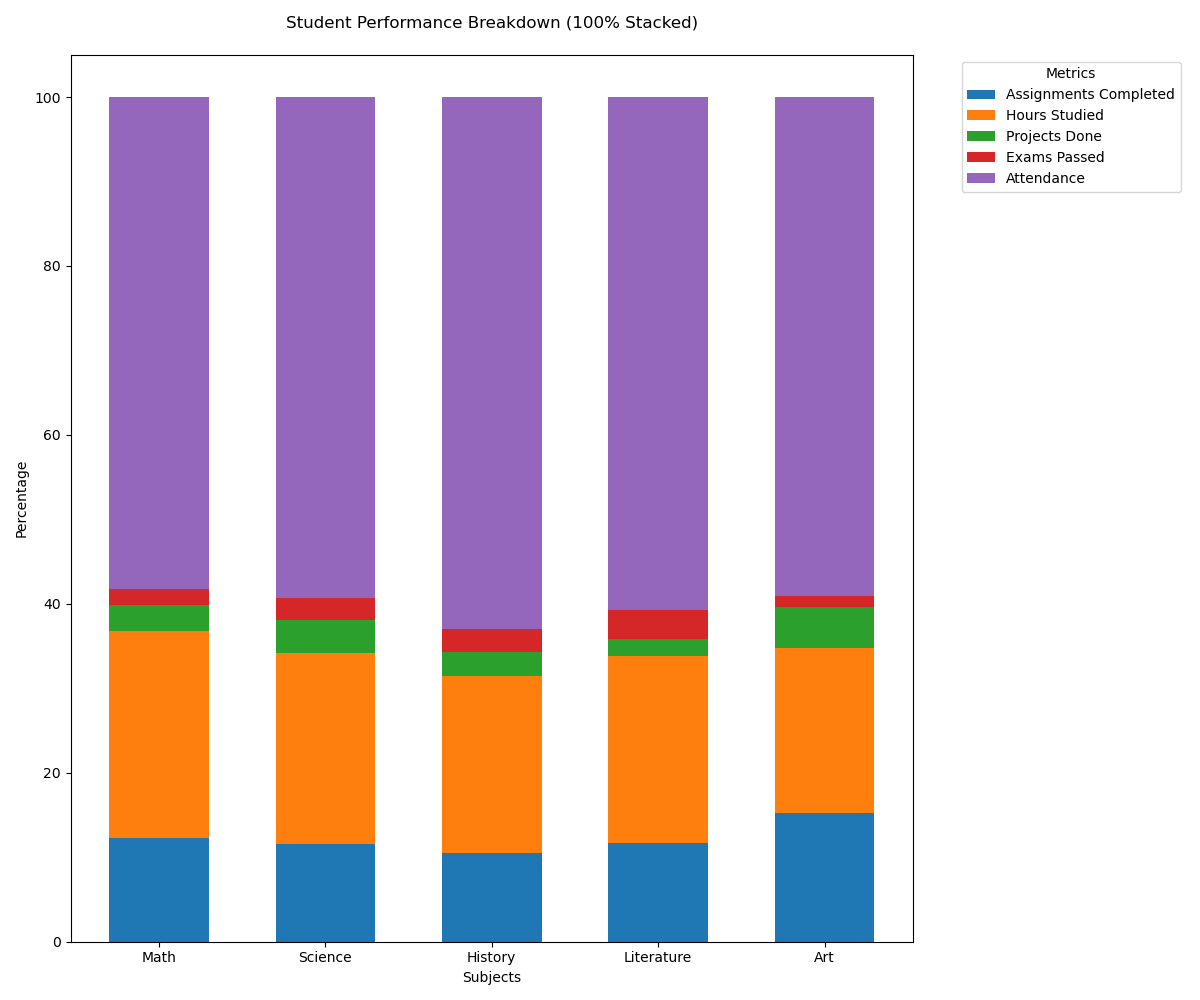 Student Performance Breakdown (100% Stacked)
Metrics
Assignments Completed
Hours Studied
Projects Done
Exams Passed
Attendance
Percentage
100
80
60
40
20
0
Math
Science
History
Literature
Art
Subjects